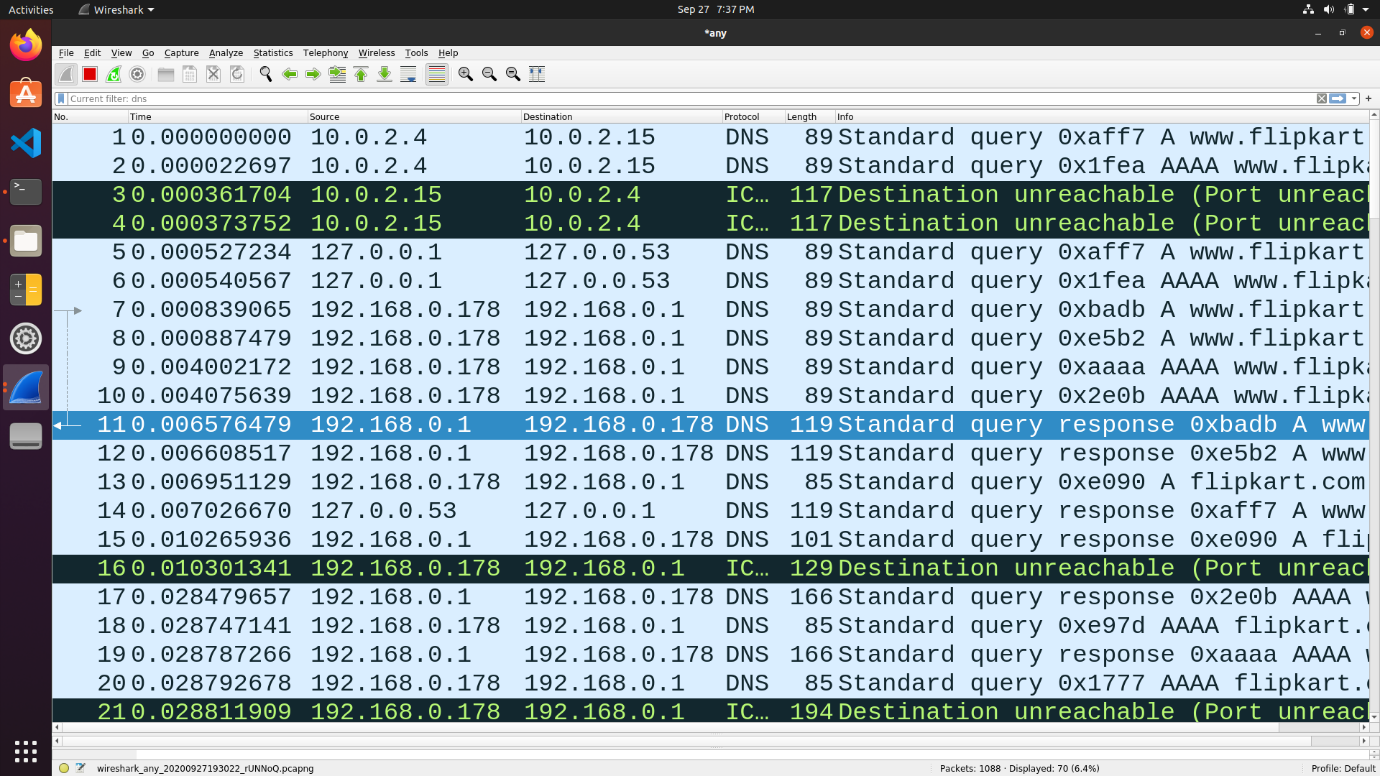 Activities Wireshark Sep 27 7:37 PM
*any
File Edit View Go Capture Analyze Statistics Telephony Wireless Tools Help
Current filter: dns
No. Time Source Destination Protocol Length Info
1 0.000000000 10.0.2.4 10.0.2.15 DNS 89 Standard query 0xaff7 A www.flipkart
2 0.000022697 10.0.2.4 10.0.2.15 DNS 89 Standard query 0x1fea AAAA www.flipka
3 0.000361704 10.0.2.15 10.0.2.4 IC… 117 Destination unreachable (Port unreach
4 0.000373752 10.0.2.15 10.0.2.4 IC… 117 Destination unreachable (Port unreach
5 0.000527234 127.0.0.1 127.0.0.53 DNS 89 Standard query 0xaff7 A www.flipkart
6 0.000540567 127.0.0.1 127.0.0.53 DNS 89 Standard query 0x1fea AAAA www.flipka
7 0.000839065 192.168.0.178 192.168.0.1 DNS 89 Standard query 0xbadb A www.flipkart
8 0.000887479 192.168.0.178 192.168.0.1 DNS 89 Standard query 0xe5b2 A www.flipkart
9 0.004002172 192.168.0.178 192.168.0.1 DNS 89 Standard query 0xaaaa AAAA www.flipka
10 0.004075639 192.168.0.178 192.168.0.1 DNS 89 Standard query 0x2e0b AAAA www.flipka
11 0.006576479 192.168.0.1 192.168.0.178 DNS 119 Standard query response 0xbadb A www
12 0.006608517 192.168.0.1 192.168.0.178 DNS 119 Standard query response 0xe5b2 A www
13 0.006951129 192.168.0.178 192.168.0.1 DNS 85 Standard query 0xe090 A flipkart.com
14 0.007026670 127.0.0.53 127.0.0.1 DNS 119 Standard query response 0xaff7 A www
15 0.010265936 192.168.0.1 192.168.0.178 DNS 101 Standard query response 0xe090 A flip
16 0.010301341 192.168.0.178 192.168.0.1 IC… 129 Destination unreachable (Port unreach
17 0.028479657 192.168.0.1 192.168.0.178 DNS 166 Standard query response 0x2e0b AAAA w
18 0.028747141 192.168.0.178 192.168.0.1 DNS 85 Standard query 0xe97d AAAA flipkart.c
19 0.028787266 192.168.0.1 192.168.0.178 DNS 166 Standard query response 0xaaaa AAAA w
20 0.028792678 192.168.0.178 192.168.0.1 DNS 85 Standard query 0x1777 AAAA flipkart.c
21 0.028811909 192.168.0.178 192.168.0.1 IC… 194 Destination unreachable (Port unreach
wireshark_any_20200927193022_rUNNoQ.pcapng Packets: 1088 · Displayed: 70 (6.4%) Profile: Default